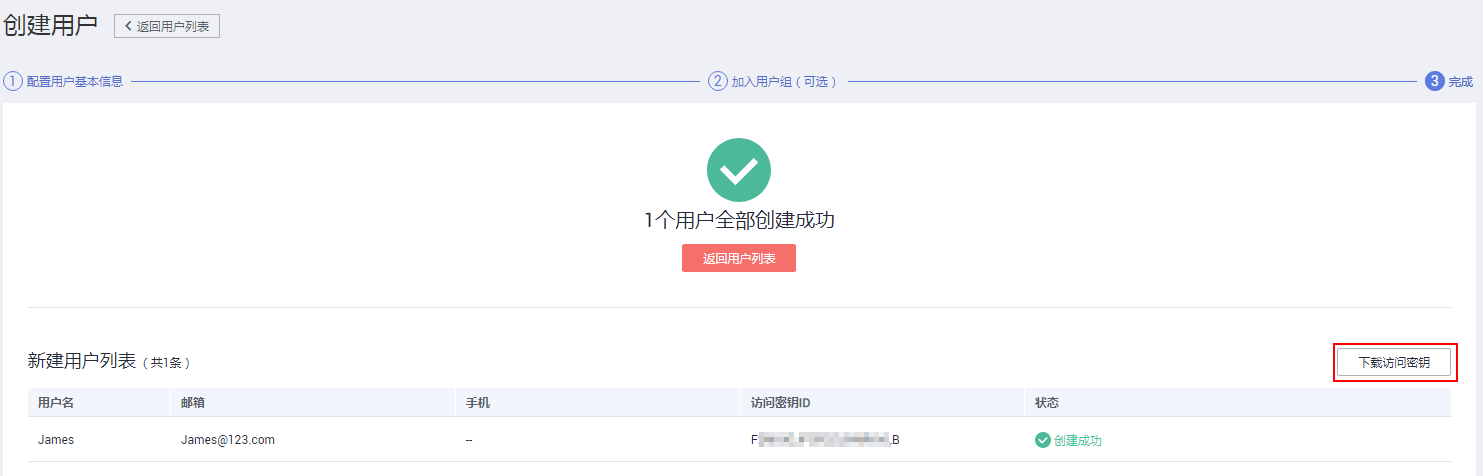 创建用户 返回用户列表
1 配置用户基本信息 2 加入用户组（可选） 3 完成
1个用户全部创建成功
返回用户列表
新建用户列表（共1条） 下载访问密钥
用户名 邮箱 手机 访问密钥ID 状态
James James@123.com -- F B 创建成功